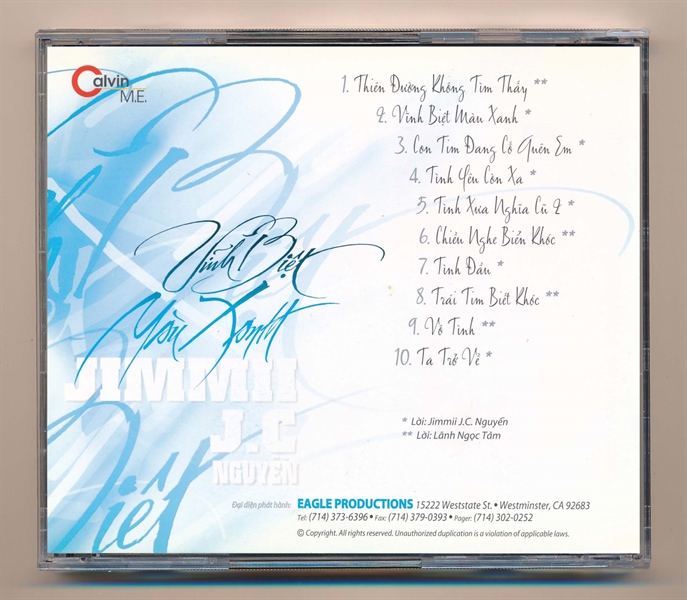 Calvin
M.E.
1. Thiên Đường Không Tìm Thấy **
2. Vĩnh Biệt Màu Xanh *
3. Con Tim Đang Cố Quên Em *
4. Tình Yêu Còn Xa *
5. Tình Xưa Nghĩa Cũ 2 *
6. Chiều Nghe Biển Khóc **
7. Tình Đầu *
8. Trái Tim Biết Khóc **
9. Vô Tình **
10. Ta Trở Về *
Vĩnh Biệt
Màu Xanh
JIMMII
J.C
NGUYỄN
Biệt
* Lời: Jimmii J.C. Nguyễn
** Lời: Lãnh Ngọc Tâm
Đại diện phát hành: EAGLE PRODUCTIONS 15222 Weststate St. • Westminster, CA 92683
Tel: (714) 373-6396 • Fax: (714) 379-0393 • Pager: (714) 302-0252
© Copyright. All rights reserved. Unauthorized duplication is a violation of applicable laws.